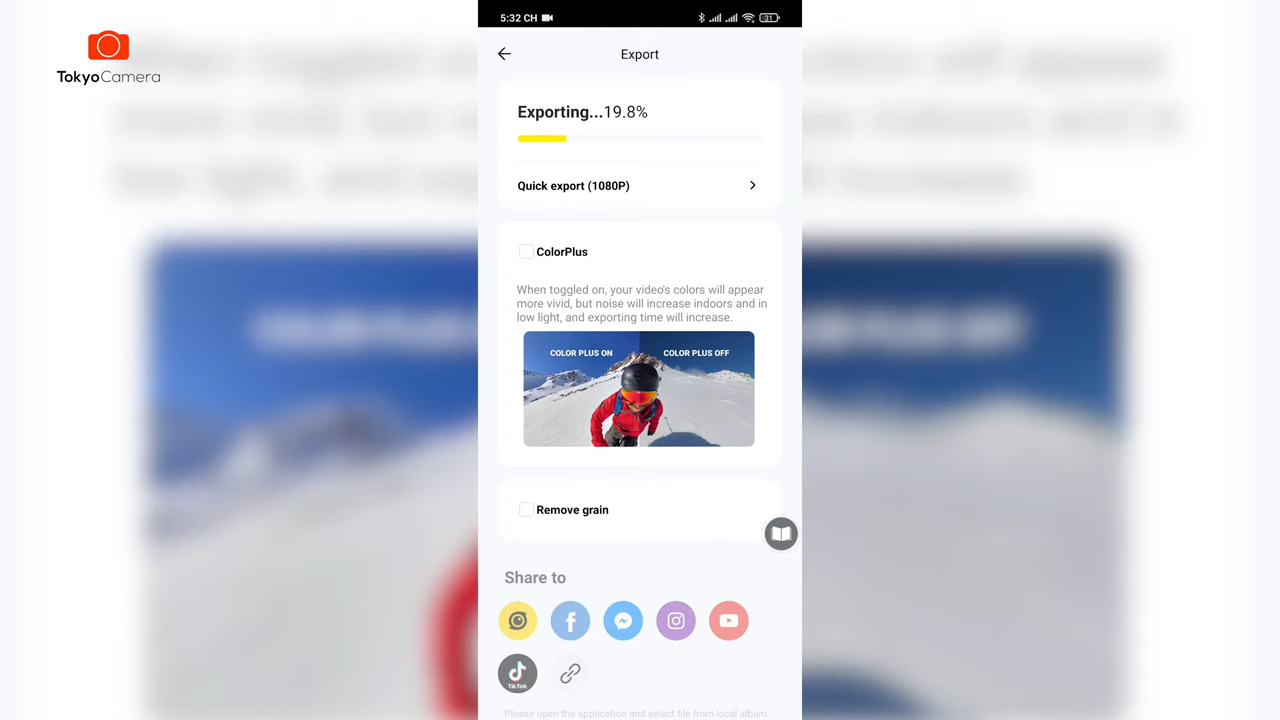 5:32 CH
31
TokyoCamera
Export
Exporting...19.8%
Quick export (1080P)
ColorPlus
When toggled on, your video's colors will appear
more vivid, but noise will increase indoors and in
low light, and exporting time will increase.
COLOR PLUS ON
COLOR PLUS OFF
Remove grain
Share to
TikTok
Please open the application and select file from local album